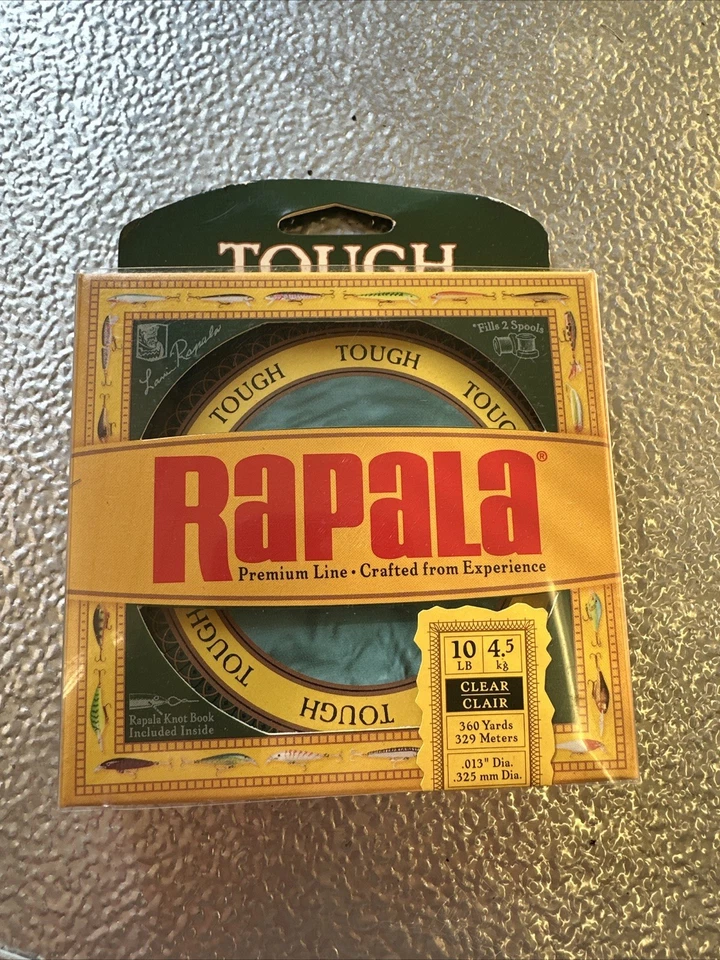 TOUGH
Lauri Rapala
*Fills 2 Spools
TOUGH TOUGH TOUG
RAPALA®
Premium Line • Crafted from Experience
TOUGH
TOUGH
10 LB 4.5 kg
CLEAR
CLAIR
360 Yards
329 Meters
.013" Dia.
.325 mm Dia.
Rapala Knot Book
Included Inside